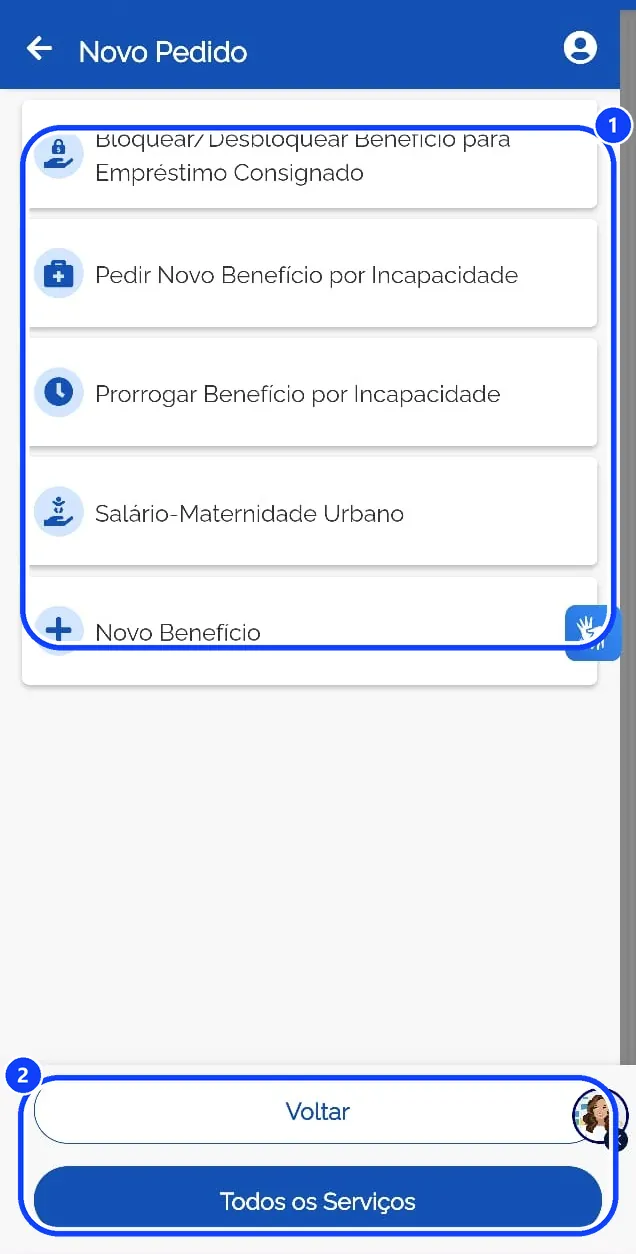 Novo Pedido
1
Bloquear/Desbloquear Benefício para
Empréstimo Consignado
Pedir Novo Benefício por Incapacidade
Prorrogar Benefício por Incapacidade
Salário-Maternidade Urbano
Novo Benefício
2
Voltar
Todos os Serviços